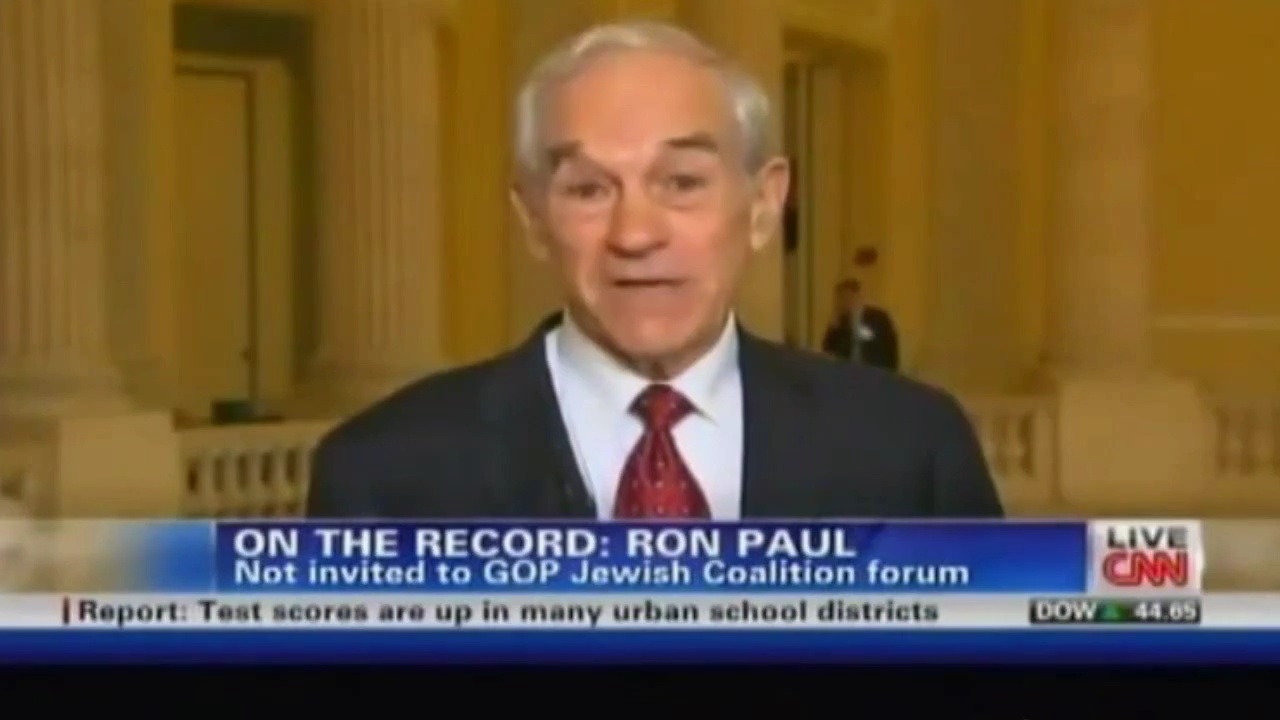 ON THE RECORD: RON PAUL
Not invited to GOP Jewish Coalition forum
LIVE
CNN
Report: Test scores are up in many urban school districts
DOW ▲ 44.65